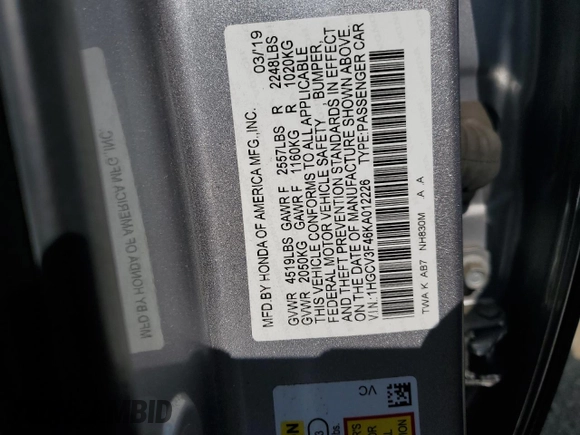 MFD.BY HONDA OF AMERICA MFG.,INC. 03/19
GVWR 4519LBS GAWR F 2557LBS R 2248LBS
GVWR 2050KG GAWR F 1160KG R 1020KG
THIS VEHICLE CONFORMS TO ALL APPLICABLE
FEDERAL MOTOR VEHICLE SAFETY BUMPER,
AND THEFT PREVENTION STANDARDS IN EFFECT
ON THE DATE OF MANUFACTURE SHOWN ABOVE.
V.I.N.:1HGCV3F46KA012226 TYPE:PASSENGER CAR
TWA K AB7 NH830M A .A
MFD BY HONDA OF AMERICA MFG. INC
VC